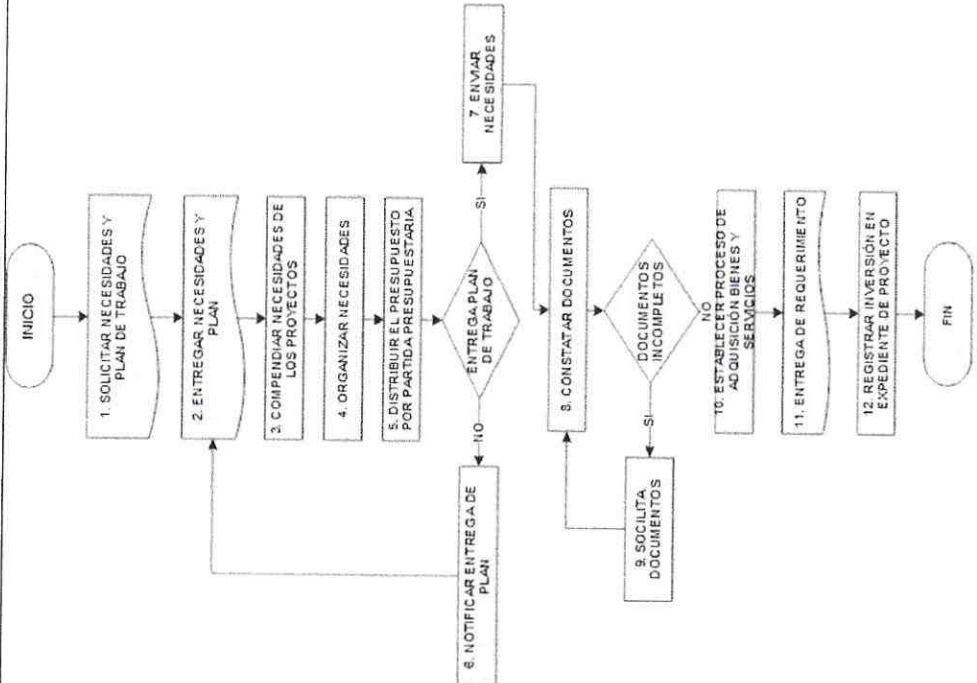 INICIO
1. SOLICITAR NECESIDADES Y
PLAN DE TRABAJO
2. ENTREGAR NECESIDADES Y
PLAN
3. COMPENDIAR NECESIDADES DE
LOS PROYECTOS
4. ORGANIZAR NECESIDADES
5. DISTRIBUIR EL PRESUPUESTO
POR PARTIDA PRESUPUESTARIA
ENTREGA PLAN
DE TRABAJO
NO
SI
6. NOTIFICAR ENTREGA DE
PLAN
7. ENVIAR
NECESIDADES
8. CONSTATAR DOCUMENTOS
DOCUMENTOS
INCOMPLETOS
SI
NO
9. SOCILITA
DOCUMENTOS
10. ESTABLECER PROCESO DE
ADQUISICIÓN BIENES Y
SERVICIOS
11. ENTREGA DE REQUERIMIENTO
12. REGISTRAR INVERSIÓN EN
EXPEDIENTE DE PROYECTO
FIN